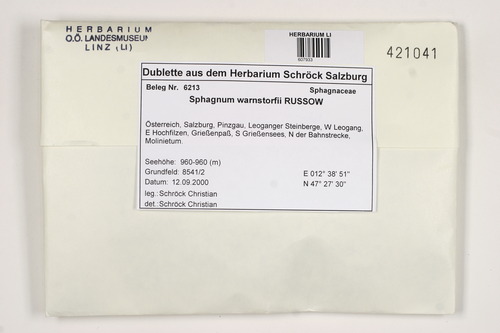 HERBARIUM
O.Ö. LANDESMUSEUM
LINZ (LI)
HERBARIUM LI
607933
421041
Dublette aus dem Herbarium Schröck Salzburg
Beleg Nr. 6213 Sphagnaceae
Sphagnum warnstorfii RUSSOW
Österreich, Salzburg, Pinzgau, Leoganger Steinberge, W Leogang,
E Hochfilzen, Grießenpaß, S Grießensees, N der Bahnstrecke,
Molinietum.
Seehöhe: 960-960 (m)
Grundfeld: 8541/2 E 012° 38' 51"
Datum: 12.09.2000 N 47° 27' 30"
leg.:Schröck Christian
det.:Schröck Christian